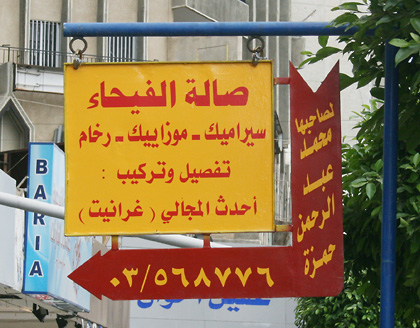 صالة الفيحاء
سيراميك ـ موزاييك ـ رخام
تفصيل وتركيب :
أحدث المجالي ( غرانيت )
لصاحبها
محمد
عبد
الرحمن
حمزة
٠٣/٥٦٨٧٧٦
BARIA